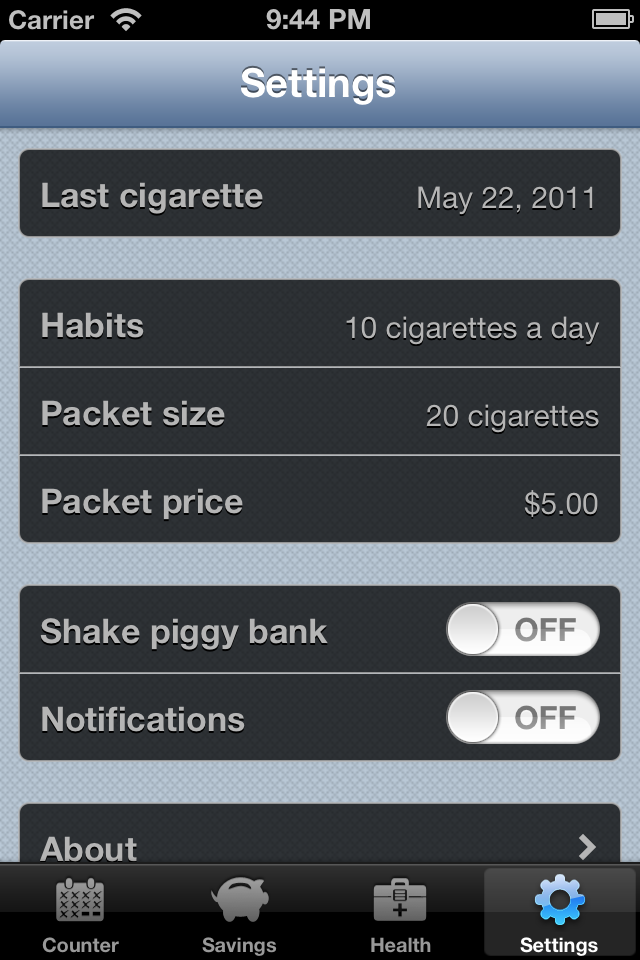 Carrier 9:44 PM
Settings
Last cigarette May 22, 2011
Habits 10 cigarettes a day
Packet size 20 cigarettes
Packet price $5.00
Shake piggy bank OFF
Notifications OFF
About
Counter Savings Health Settings